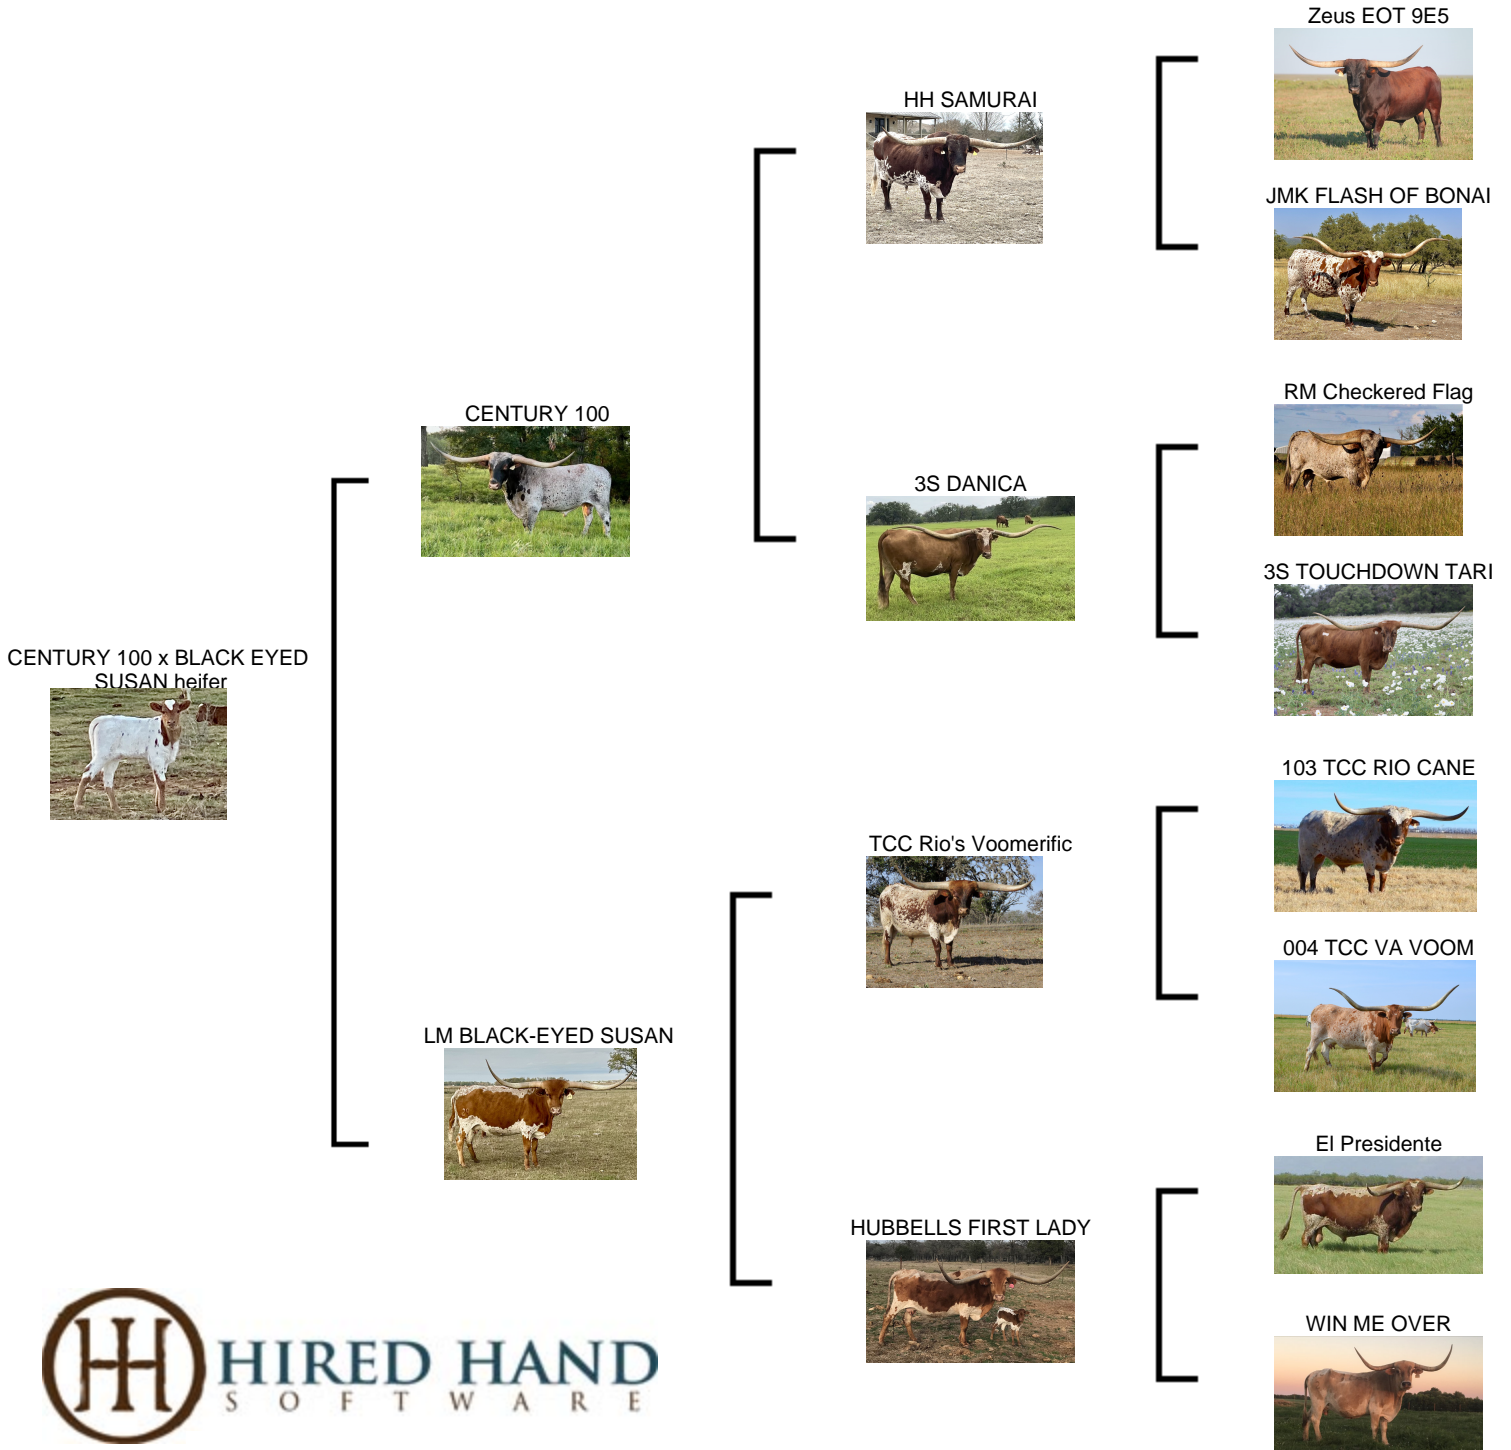 Zeus EOT 9E5
HH SAMURAI
JMK FLASH OF BONAI
RM Checkered Flag
CENTURY 100
3S DANICA
3S TOUCHDOWN TARI
CENTURY 100 x BLACK EYED
SUSAN heifer
103 TCC RIO CANE
TCC Rio's Voomerific
004 TCC VA VOOM
LM BLACK-EYED SUSAN
El Presidente
HUBBELLS FIRST LADY
WIN ME OVER
HIRED HAND
SOFTWARE